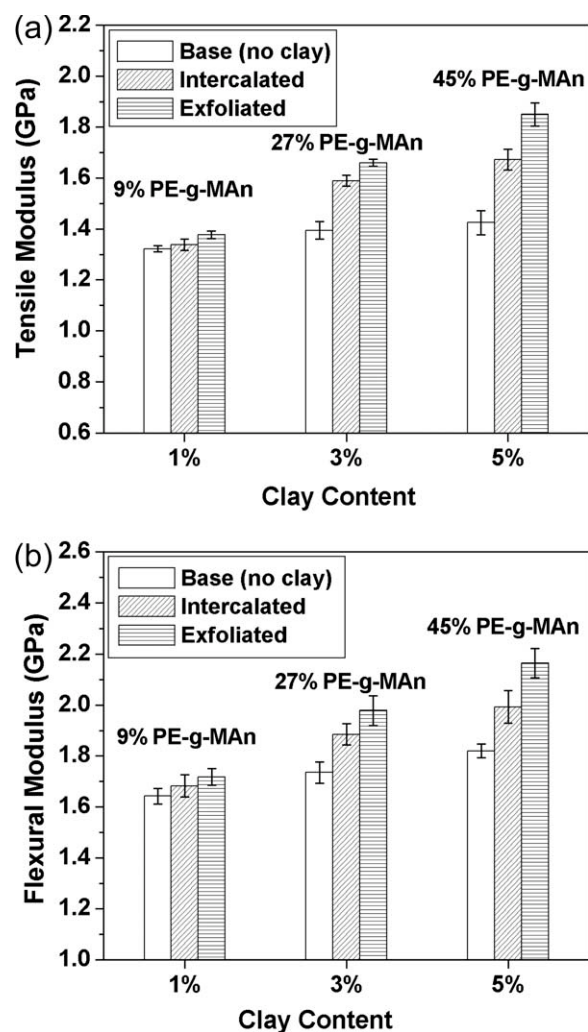 (a)
Base (no clay)
Intercalated
Exfoliated
9% PE-g-MAn
27% PE-g-MAn
45% PE-g-MAn
Tensile Modulus (GPa)
2.2
2.0
1.8
1.6
1.4
1.2
1.0
0.8
0.6
1%
3%
5%
Clay Content
(b)
Base (no clay)
Intercalated
Exfoliated
9% PE-g-MAn
27% PE-g-MAn
45% PE-g-MAn
Flexural Modulus (GPa)
2.6
2.4
2.2
2.0
1.8
1.6
1.4
1.2
1.0
1%
3%
5%
Clay Content